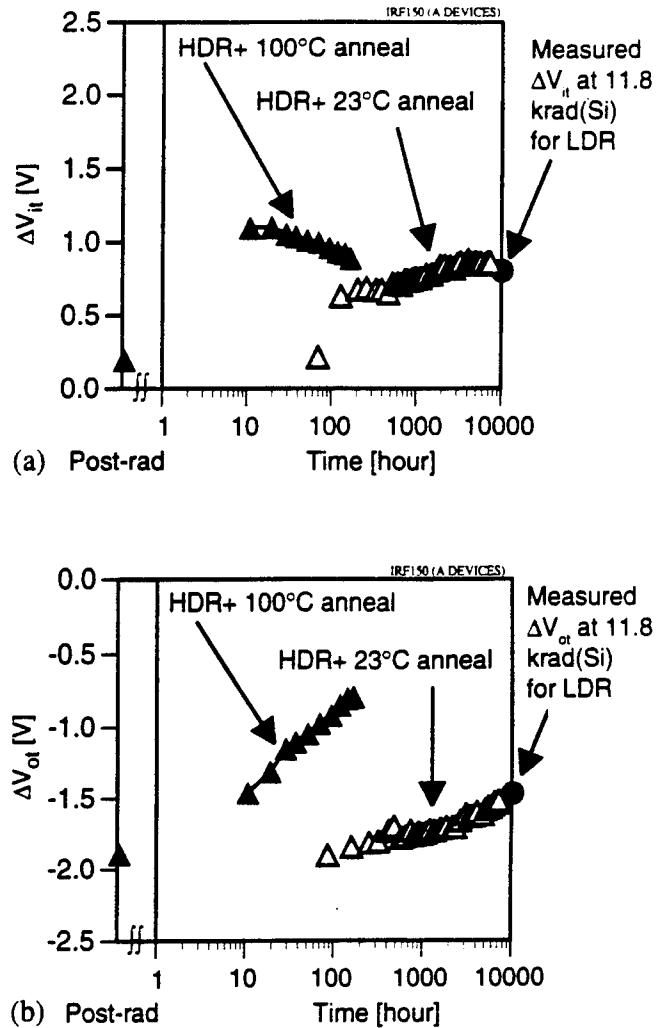 IRF150 (A DEVICES)
2.5
2.0
1.5
1.0
0.5
0.0
ΔVit [V]
HDR+ 100°C anneal
HDR+ 23°C anneal
Measured
ΔVit at 11.8
krad(Si)
for LDR
1 10 100 1000 10000
(a) Post-rad Time [hour]
IRF150 (A DEVICES)
0.0
-0.5
-1.0
-1.5
-2.0
-2.5
ΔVot [V]
HDR+ 100°C anneal
HDR+ 23°C anneal
Measured
ΔVot at 11.8
krad(Si)
for LDR
1 10 100 1000 10000
(b) Post-rad Time [hour]